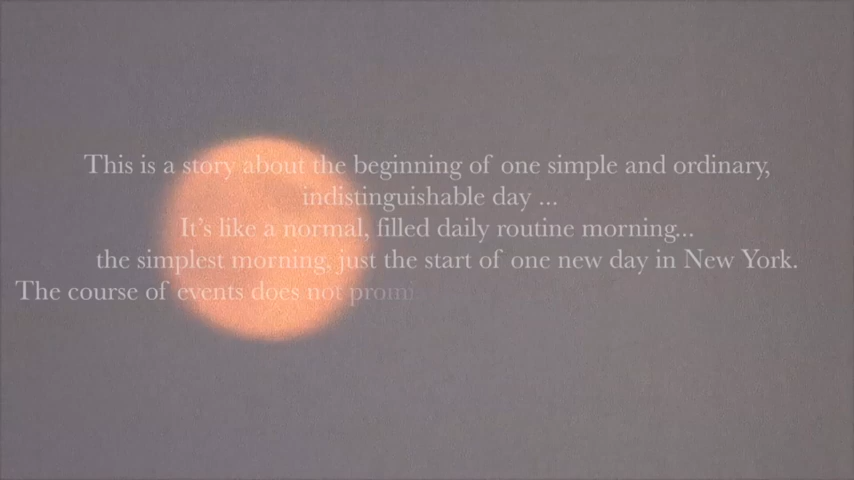 This is a story about the beginning of one simple and ordinary,
indistinguishable day ...
It's like a normal, filled daily routine morning...
the simplest morning, just the start of one new day in New York.
The course of events does not